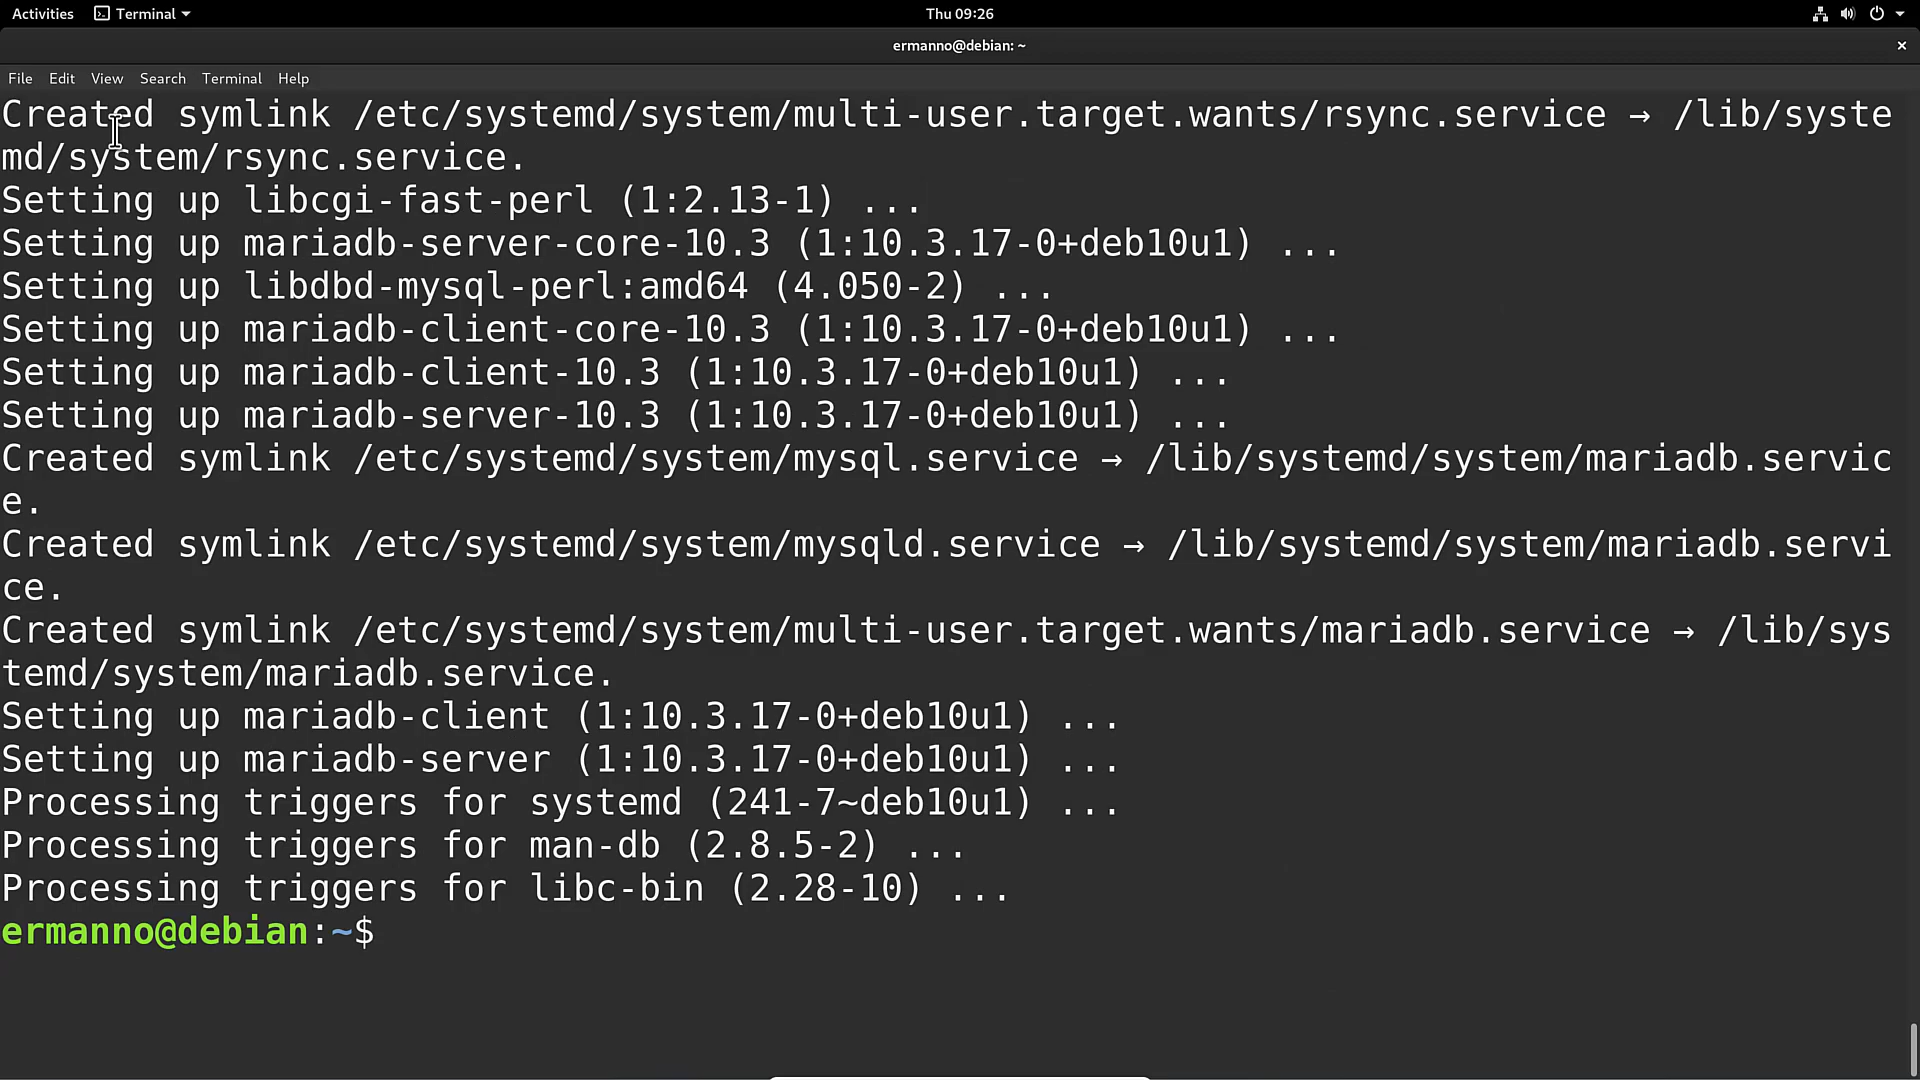 Activities Terminal Thu 09:26
ermanno@debian: ~
File Edit View Search Terminal Help
Created symlink /etc/systemd/system/multi-user.target.wants/rsync.service → /lib/syste
md/system/rsync.service.
Setting up libcgi-fast-perl (1:2.13-1) ...
Setting up mariadb-server-core-10.3 (1:10.3.17-0+deb10u1) ...
Setting up libdbd-mysql-perl:amd64 (4.050-2) ...
Setting up mariadb-client-core-10.3 (1:10.3.17-0+deb10u1) ...
Setting up mariadb-client-10.3 (1:10.3.17-0+deb10u1) ...
Setting up mariadb-server-10.3 (1:10.3.17-0+deb10u1) ...
Created symlink /etc/systemd/system/mysql.service → /lib/systemd/system/mariadb.servic
e.
Created symlink /etc/systemd/system/mysqld.service → /lib/systemd/system/mariadb.servi
ce.
Created symlink /etc/systemd/system/multi-user.target.wants/mariadb.service → /lib/sys
temd/system/mariadb.service.
Setting up mariadb-client (1:10.3.17-0+deb10u1) ...
Setting up mariadb-server (1:10.3.17-0+deb10u1) ...
Processing triggers for systemd (241-7~deb10u1) ...
Processing triggers for man-db (2.8.5-2) ...
Processing triggers for libc-bin (2.28-10) ...
ermanno@debian:~$